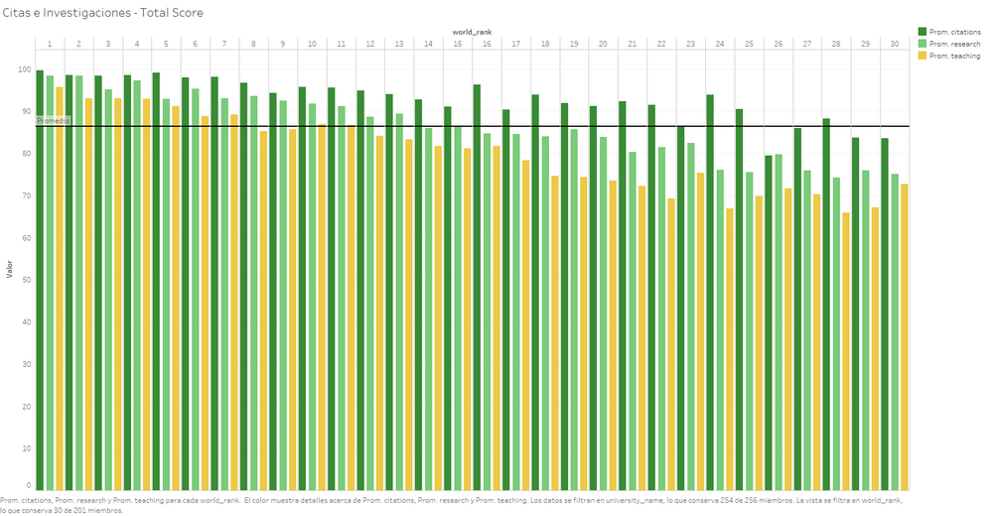 Citas e Investigaciones - Total Score
world_rank
1 2 3 4 5 6 7 8 9 10 11 12 13 14 15 16 17 18 19 20 21 22 23 24 25 26 27 28 29 30
Prom. citations
Prom. research
Prom. teaching
100
90
Promedio
80
70
60
50
40
30
20
10
0
Valor
Prom. citations, Prom. research y Prom. teaching para cada world_rank. El color muestra detalles acerca de Prom. citations, Prom. research y Prom. teaching. Los datos se filtran en university_name, lo que conserva 254 de 256 miembros. La vista se filtra en world_rank,
lo que conserva 30 de 201 miembros.